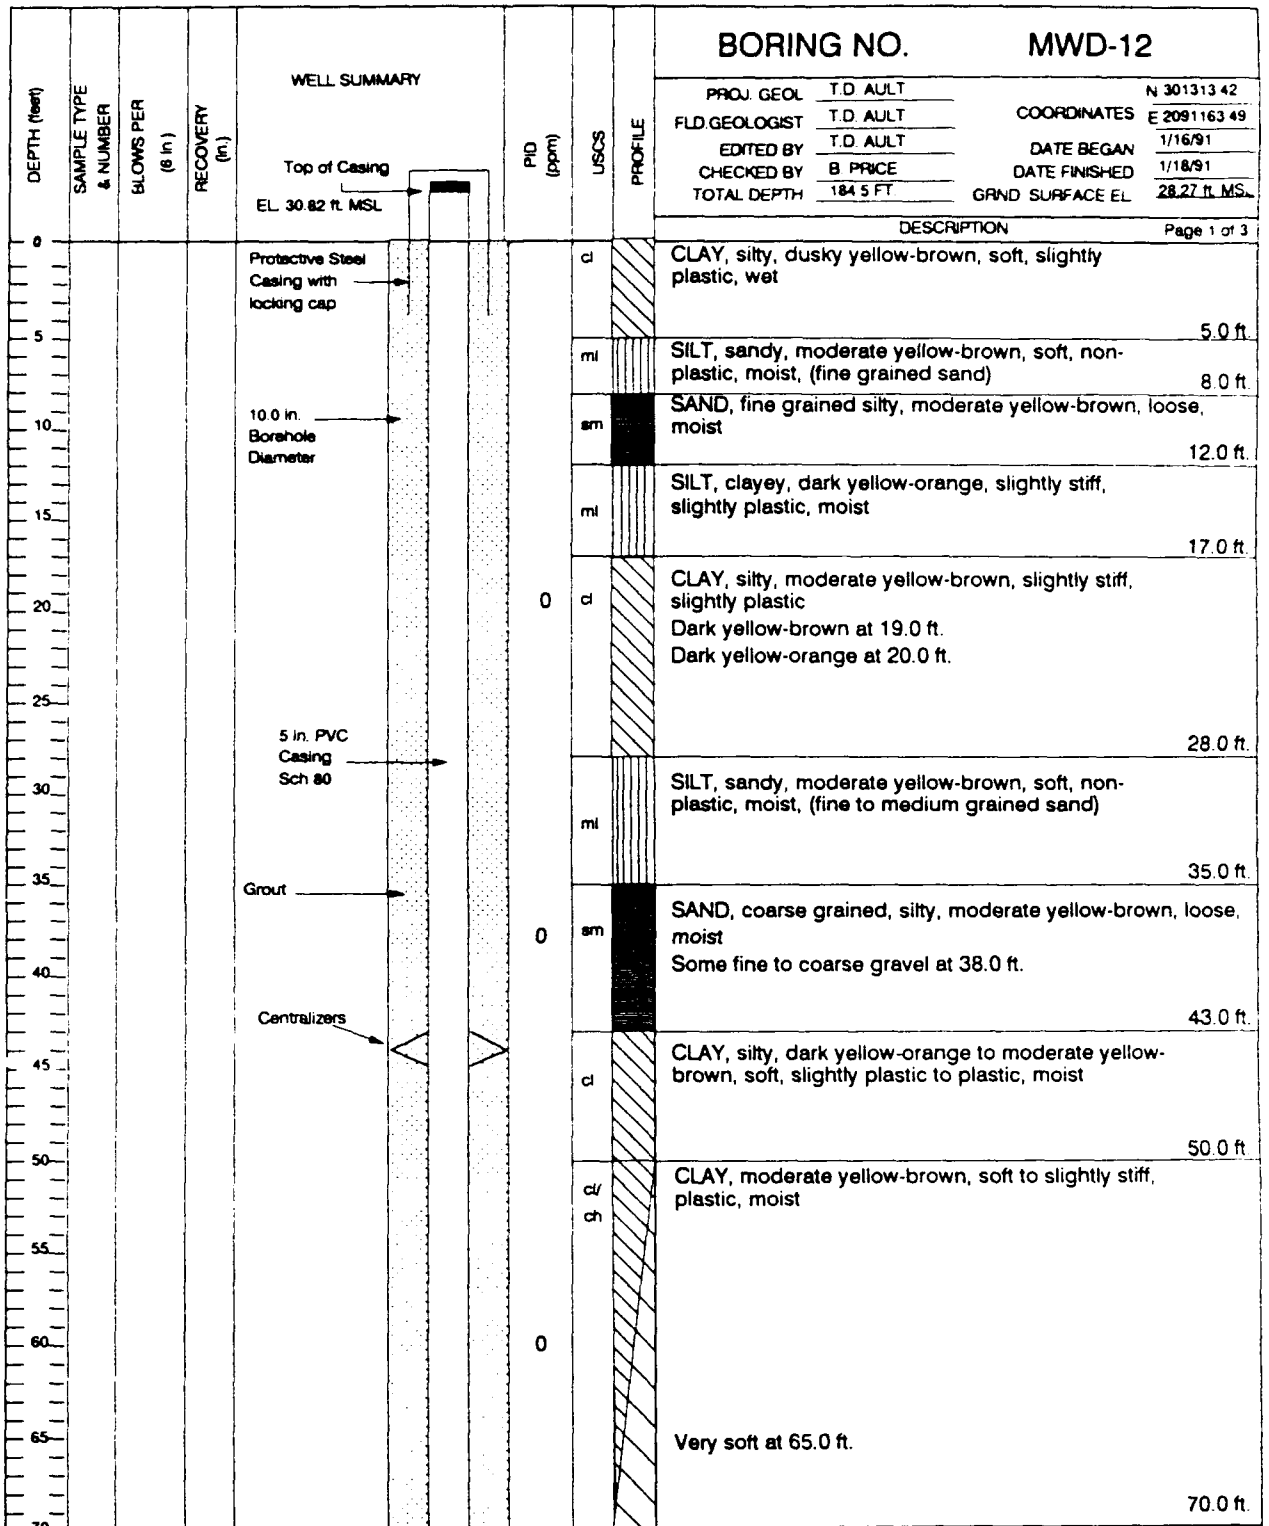 BORING NO. MWD-12
PROJ. GEOL T.D. AULT
FLD.GEOLOGIST T.D. AULT
EDITED BY T.D. AULT
CHECKED BY B. PRICE
TOTAL DEPTH 184.5 FT
COORDINATES N 301313 42
E 2091163 49
DATE BEGAN 1/16/91
DATE FINISHED 1/18/91
GRND SURFACE EL 28.27 ft. MSL
DEPTH (feet)
SAMPLE TYPE
& NUMBER
BLOWS PER
(6 in )
RECOVERY
(in.)
WELL SUMMARY
PID
(ppm)
USCS
PROFILE
DESCRIPTION
Page 1 of 3
Top of Casing
EL. 30.82 ft. MSL
Protective Steel
Casing with
locking cap
10.0 in.
Borehole
Diameter
5 in. PVC
Casing
Sch 80
Grout
Centralizers
0
5
10
15
20
25
30
35
40
45
50
55
60
65
70
0
0
0
cl
CLAY, silty, dusky yellow-brown, soft, slightly
plastic, wet
5.0 ft.
ml
SILT, sandy, moderate yellow-brown, soft, non-
plastic, moist, (fine grained sand)
8.0 ft.
sm
SAND, fine grained silty, moderate yellow-brown, loose,
moist
12.0 ft.
ml
SILT, clayey, dark yellow-orange, slightly stiff,
slightly plastic, moist
17.0 ft.
cl
CLAY, silty, moderate yellow-brown, slightly stiff,
slightly plastic
Dark yellow-brown at 19.0 ft.
Dark yellow-orange at 20.0 ft.
28.0 ft.
ml
SILT, sandy, moderate yellow-brown, soft, non-
plastic, moist, (fine to medium grained sand)
35.0 ft.
sm
SAND, coarse grained, silty, moderate yellow-brown, loose,
moist
Some fine to coarse gravel at 38.0 ft.
43.0 ft.
cl
CLAY, silty, dark yellow-orange to moderate yellow-
brown, soft, slightly plastic to plastic, moist
50.0 ft.
cl/
ch
CLAY, moderate yellow-brown, soft to slightly stiff,
plastic, moist
Very soft at 65.0 ft.
70.0 ft.